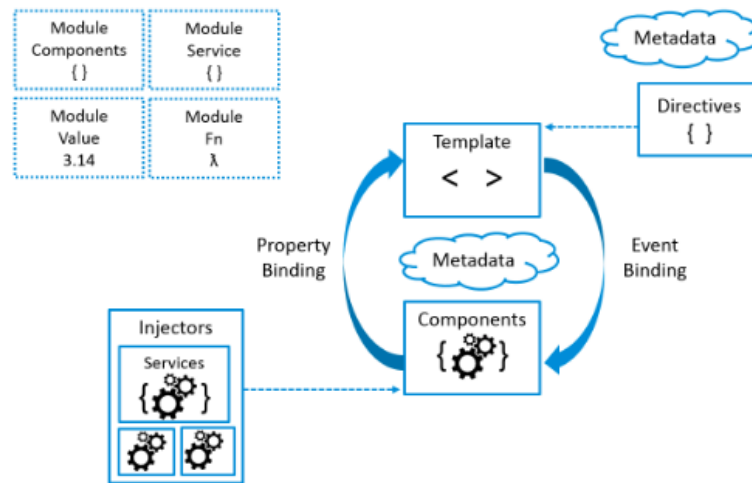 Module
Components
{ }
Module
Service
{ }
Module
Value
3.14
Module
Fn
λ
Metadata
Directives
{ }
Template
< >
Property
Binding
Metadata
Event
Binding
Components
{ }
Injectors
Services
{ }